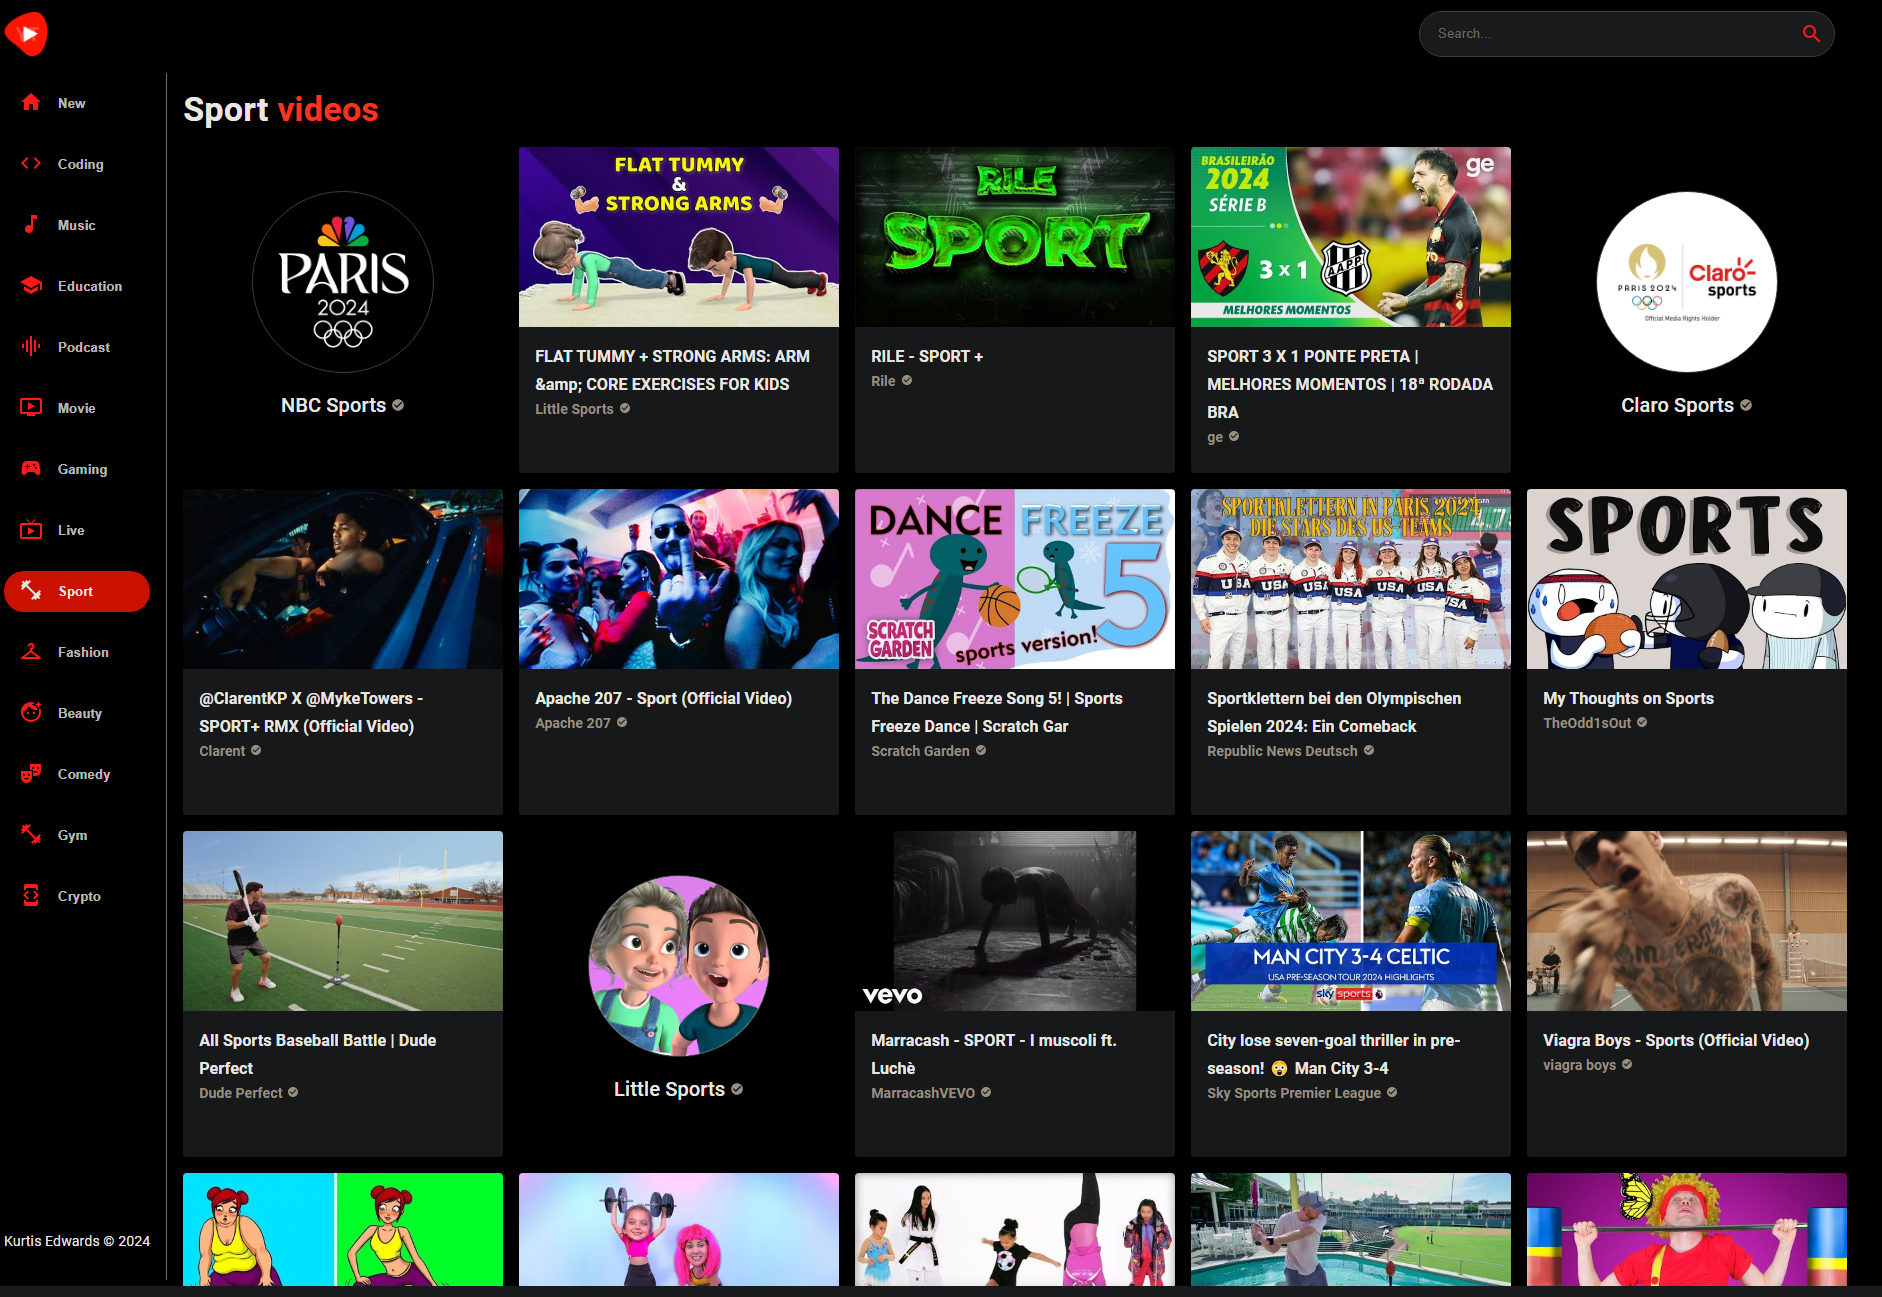 Search...
New
Coding
Music
Education
Podcast
Movie
Gaming
Live
Sport
Fashion
Beauty
Comedy
Gym
Crypto
Kurtis Edwards © 2024
Sport videos
PARIS
2024
NBC Sports
FLAT TUMMY
&
STRONG ARMS
FLAT TUMMY + STRONG ARMS: ARM
&amp; CORE EXERCISES FOR KIDS
Little Sports
RILE
SPORT
RILE - SPORT +
Rile
BRASILEIRÃO
2024
SÉRIE B
ge
3 x 1
AAPP
MELHORES MOMENTOS
SPORT 3 X 1 PONTE PRETA |
MELHORES MOMENTOS | 18ª RODADA
BRA
ge
PARIS 2024
Claro-
sports
Official Media Rights Holder
Claro Sports
@ClarentKP X @MykeTowers -
SPORT+ RMX (Official Video)
Clarent
Apache 207 - Sport (Official Video)
Apache 207
DANCE FREEZE
5
SCRATCH
GARDEN
sports version!
The Dance Freeze Song 5! | Sports
Freeze Dance | Scratch Gar
Scratch Garden
SPORTKLETTERN IN PARIS 2024
DIE STARS DES US-TEAMS
USA USA USA USA USA USA
Sportklettern bei den Olympischen
Spielen 2024: Ein Comeback
Republic News Deutsch
SPORTS
My Thoughts on Sports
TheOdd1sOut
All Sports Baseball Battle | Dude
Perfect
Dude Perfect
Little Sports
vevo
Marracash - SPORT - I muscoli ft.
Luchè
MarracashVEVO
MAN CITY 3-4 CELTIC
USA PRE-SEASON TOUR 2024 HIGHLIGHTS
sky sports
City lose seven-goal thriller in pre-
season! 😲 Man City 3-4
Sky Sports Premier League
Viagra Boys - Sports (Official Video)
viagra boys